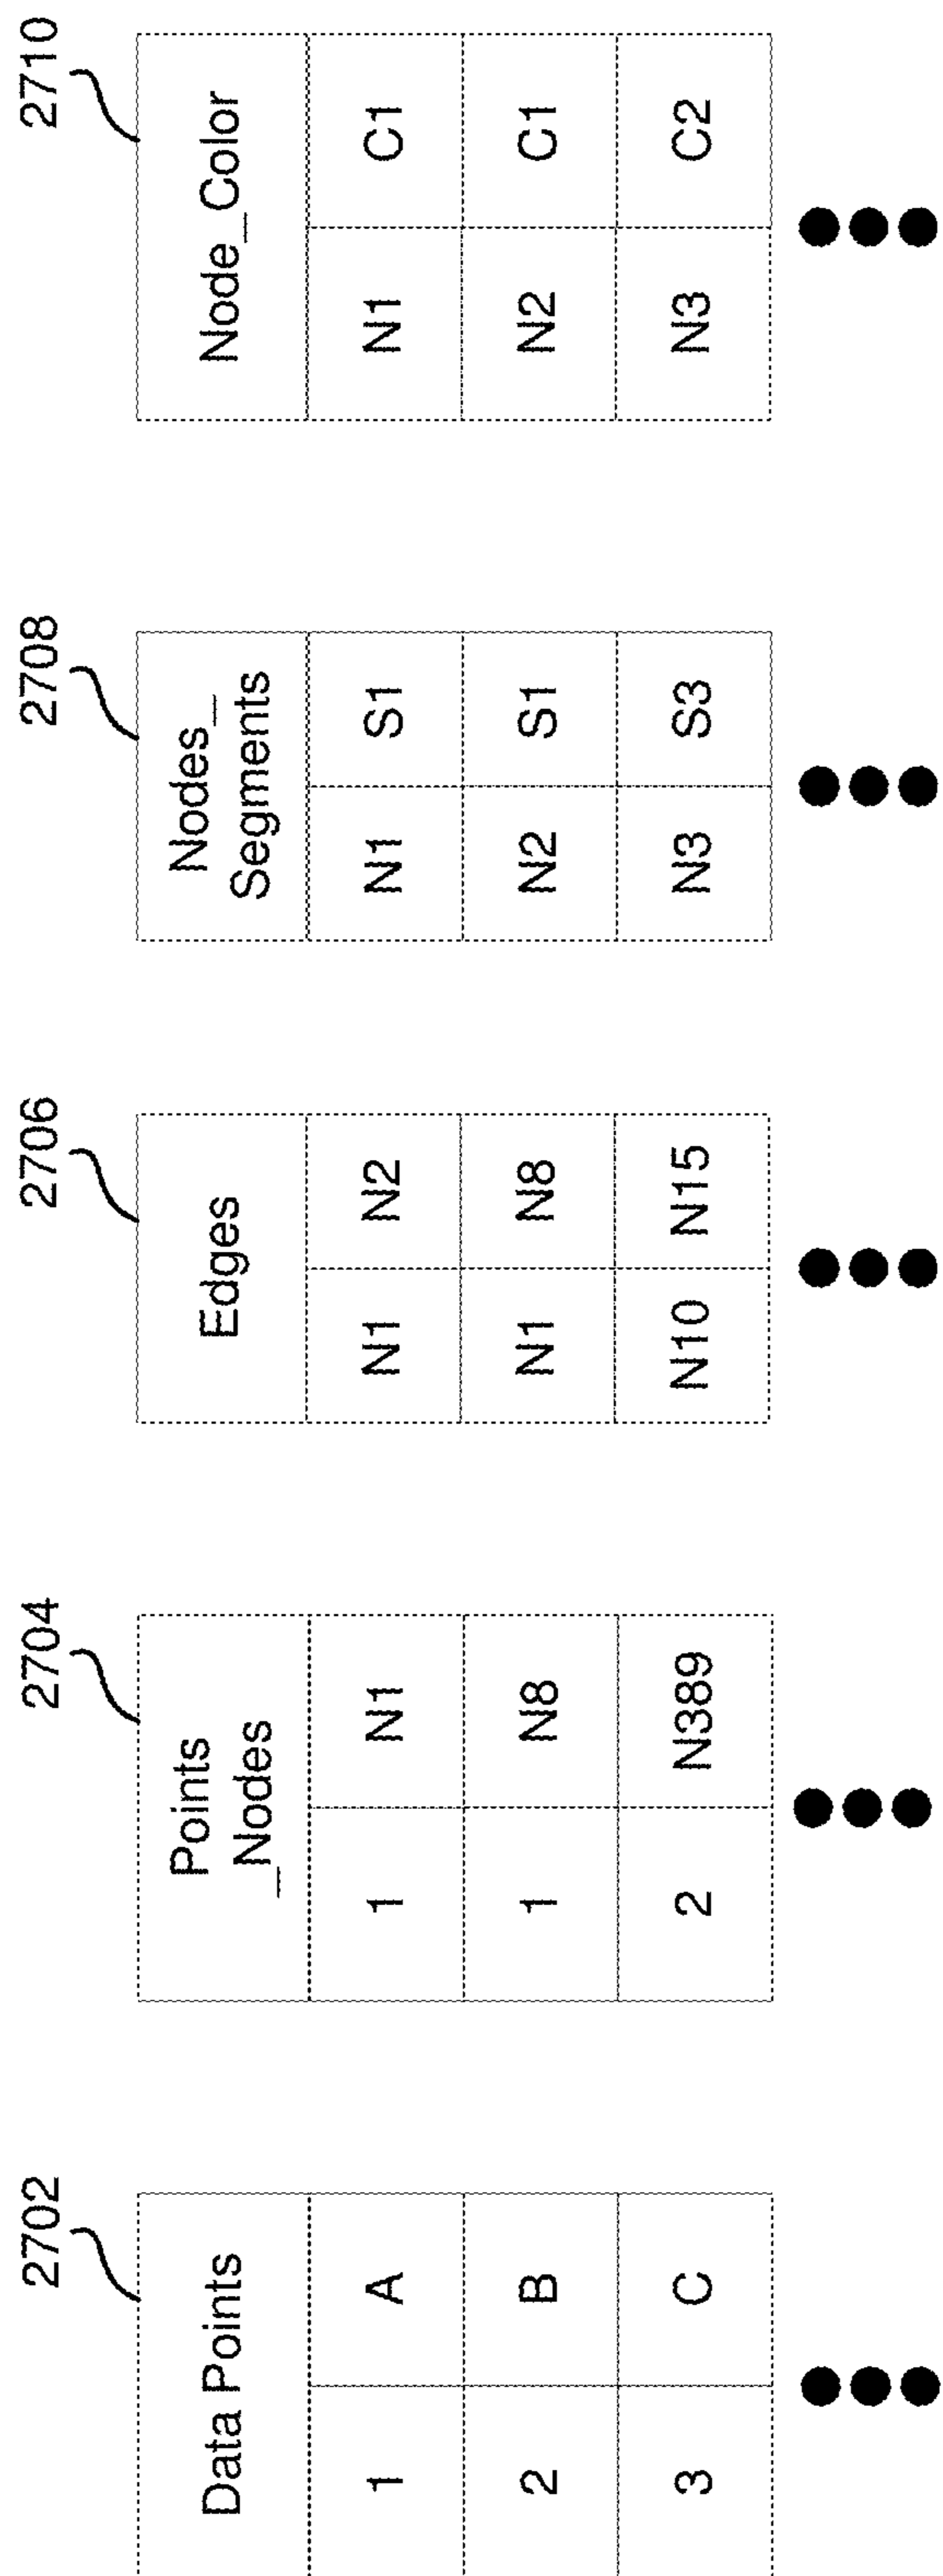 2702
Data Points
1 A
2 B
3 C
2704
Points
_Nodes
1 N1
1 N8
2 N389
2706
Edges
N1 N2
N1 N8
N10 N15
2708
Nodes_
Segments
N1 S1
N2 S1
N3 S3
2710
Node_Color
N1 C1
N2 C1
N3 C2